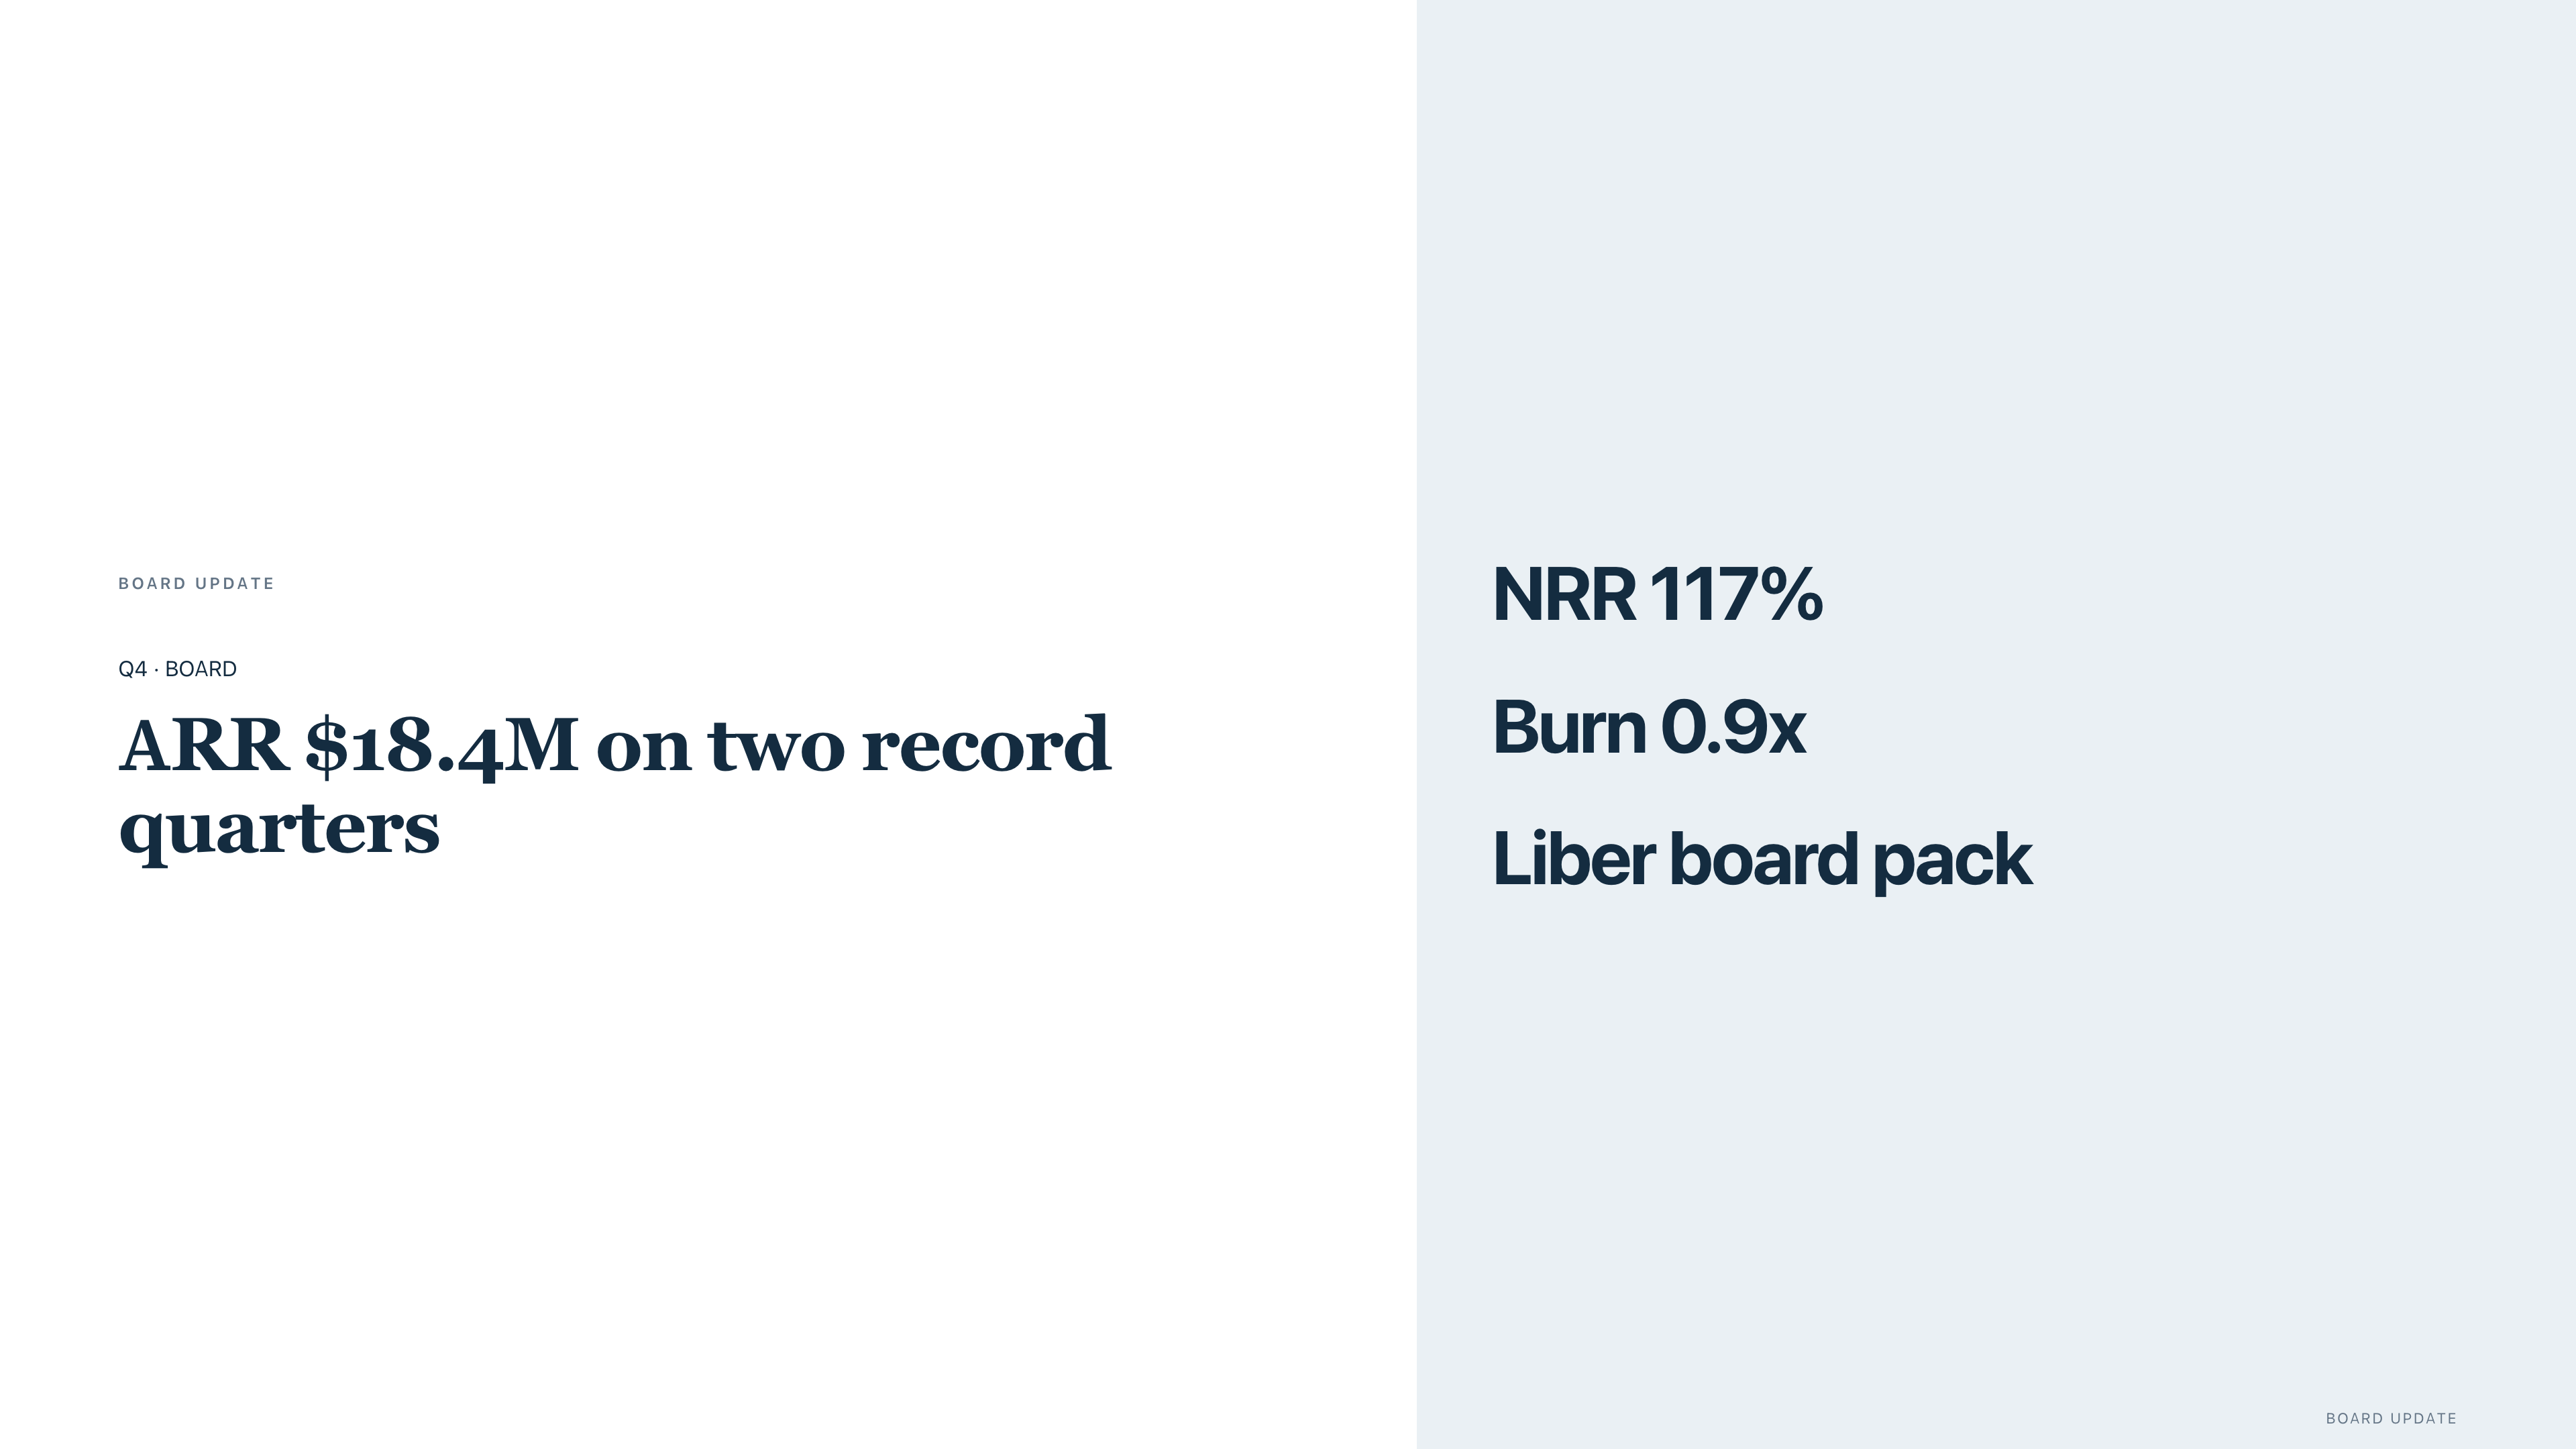 BOARD UPDATE
Q4 · BOARD
ARR $18.4M on two record
quarters
NRR 117%
Burn 0.9x
Liber board pack
BOARD UPDATE